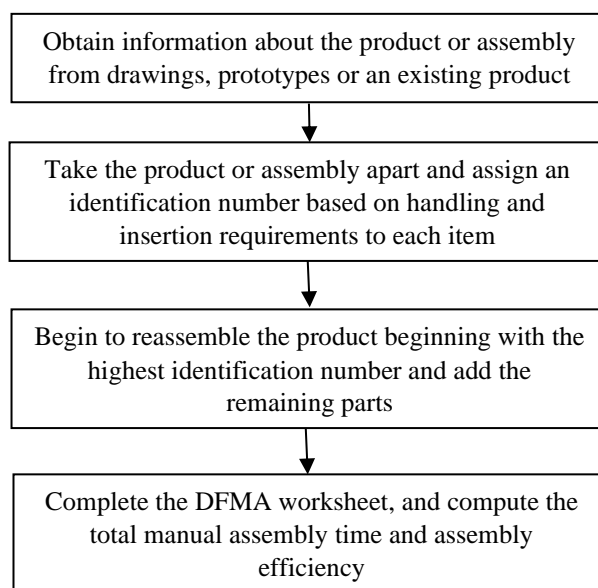 Obtain information about the product or assembly
from drawings, prototypes or an existing product
Take the product or assembly apart and assign an
identification number based on handling and
insertion requirements to each item
Begin to reassemble the product beginning with the
highest identification number and add the
remaining parts
Complete the DFMA worksheet, and compute the
total manual assembly time and assembly
efficiency